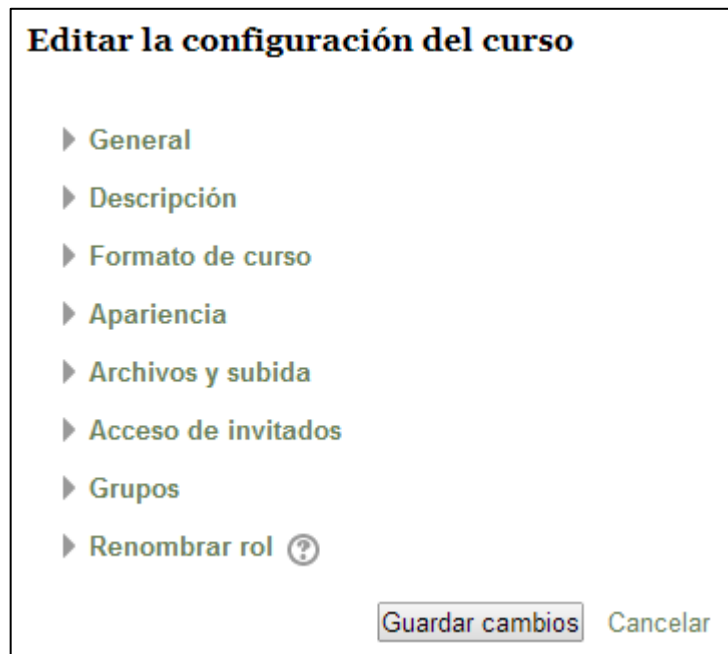 Editar la configuración del curso
General
Descripción
Formato de curso
Apariencia
Archivos y subida
Acceso de invitados
Grupos
Renombrar rol ?
Guardar cambios Cancelar